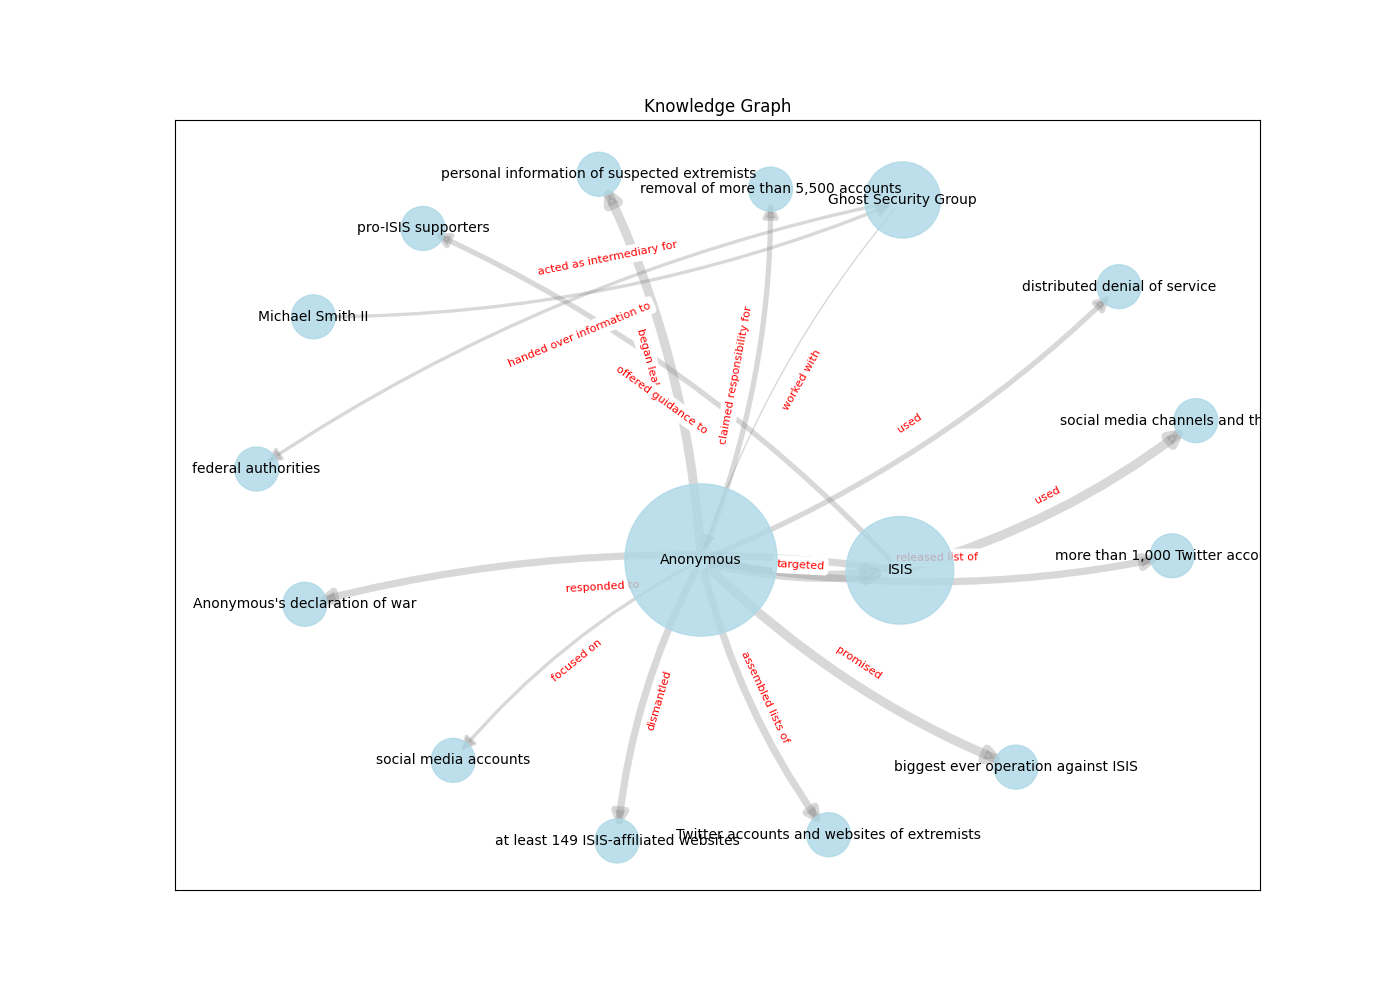 Knowledge Graph
personal information of suspected extremists
removal of more than 5,500 accounts
Ghost Security Group
pro-ISIS supporters
acted as intermediary for
distributed denial of service
Michael Smith II
handed over information to
began lea
claimed responsibility for
worked with
offered guidance to
used
social media channels and th
federal authorities
used
Anonymous
targeted
ISIS
released list of
more than 1,000 Twitter acco
responded to
Anonymous's declaration of war
focused on
promised
dismantled
assembled lists of
social media accounts
biggest ever operation against ISIS
at least 149 ISIS-affiliated websites
Twitter accounts and websites of extremists